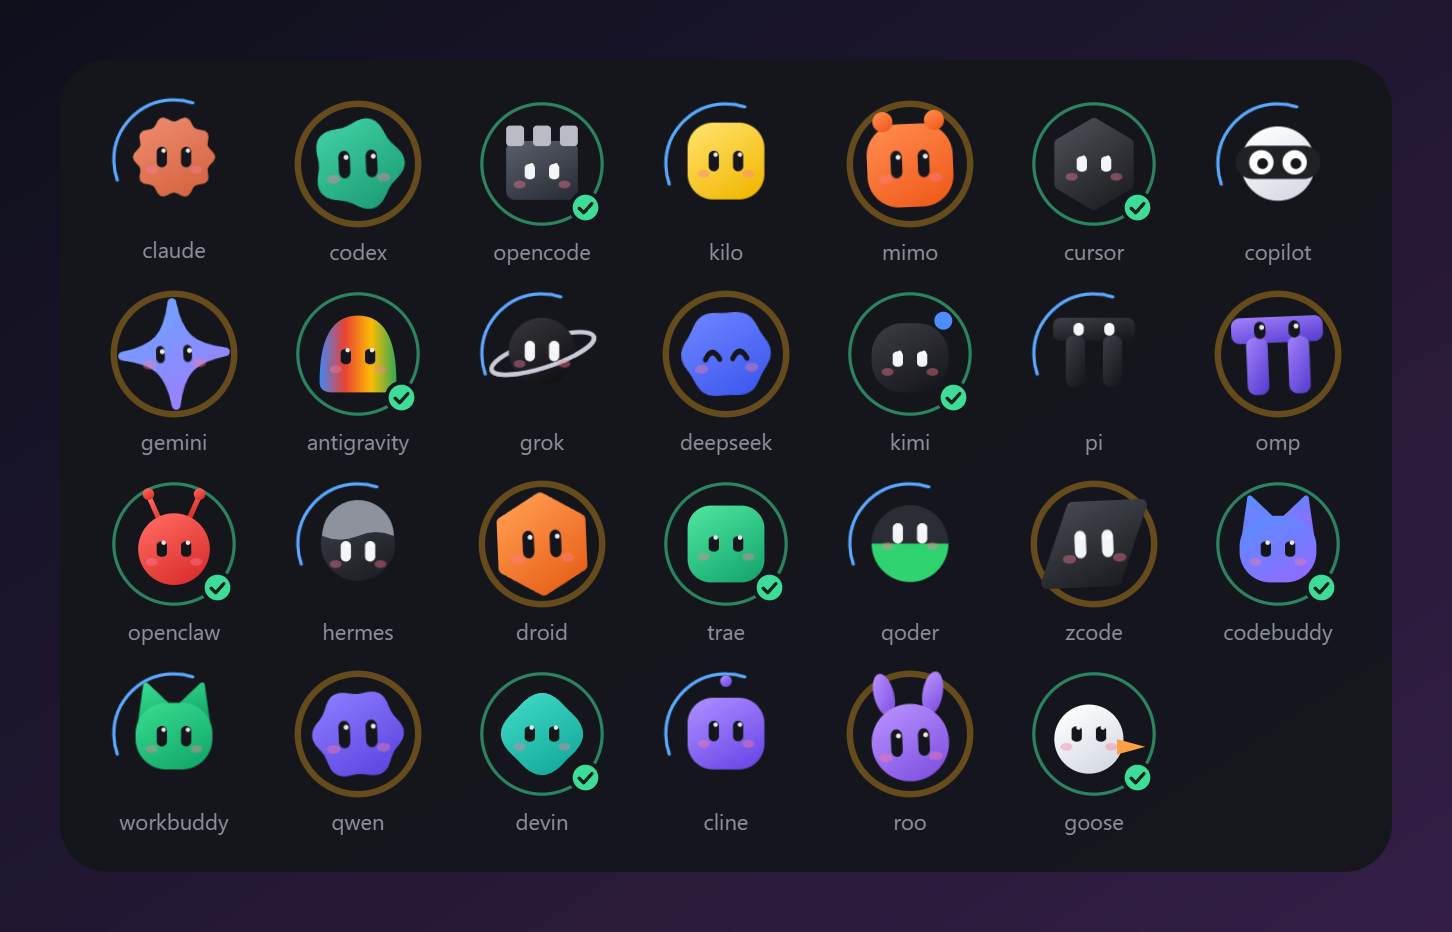 claude
codex
opencode
kilo
mimo
cursor
copilot
gemini
antigravity
grok
deepseek
kimi
pi
omp
openclaw
hermes
droid
trae
qoder
zcode
codebuddy
workbuddy
qwen
devin
cline
roo
goose